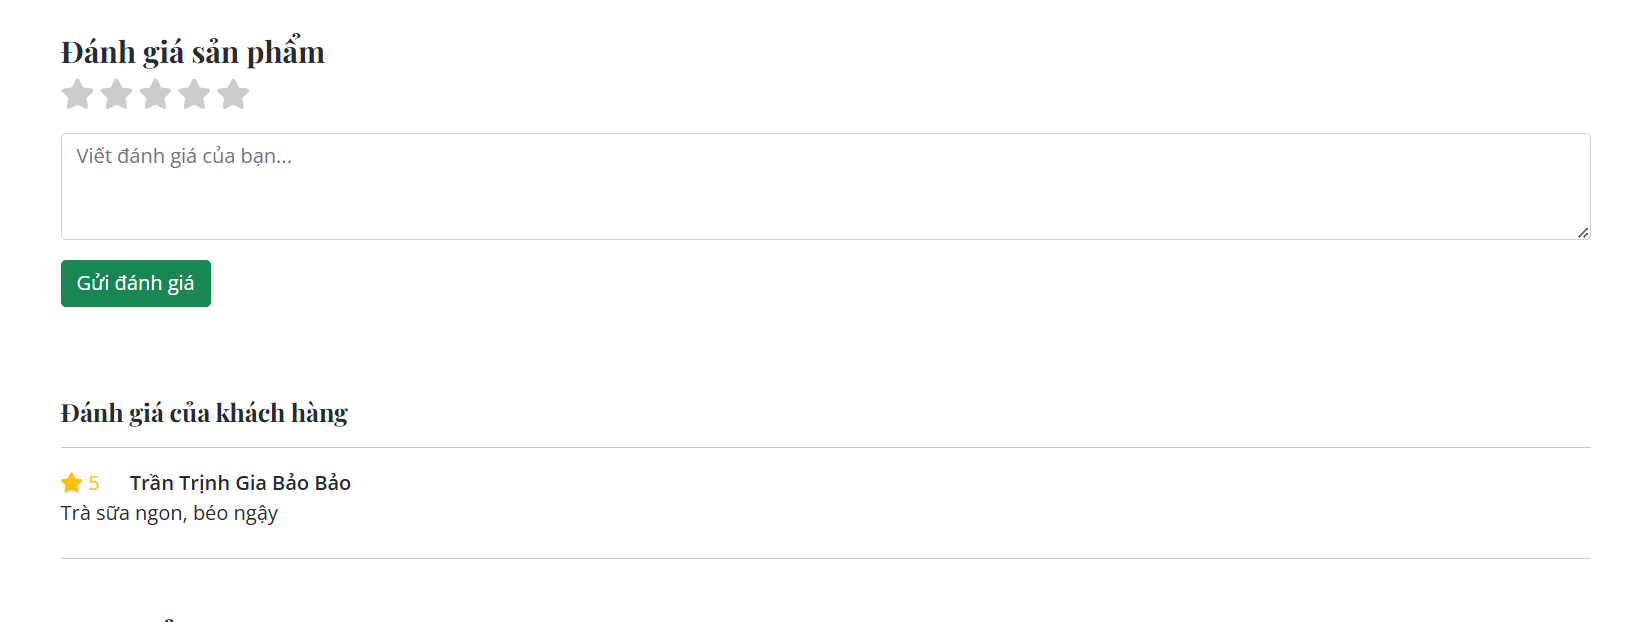 Đánh giá sản phẩm
Viết đánh giá của bạn...
Gửi đánh giá
Đánh giá của khách hàng
5 Trần Trịnh Gia Bảo Bảo
Trà sữa ngon, béo ngậy